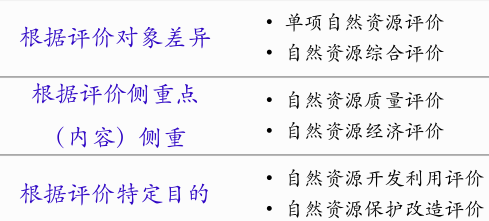 根据评价对象差异
• 单项自然资源评价
• 自然资源综合评价
根据评价侧重点
（内容）侧重
• 自然资源质量评价
• 自然资源经济评价
根据评价特定目的
• 自然资源开发利用评价
• 自然资源保护改造评价